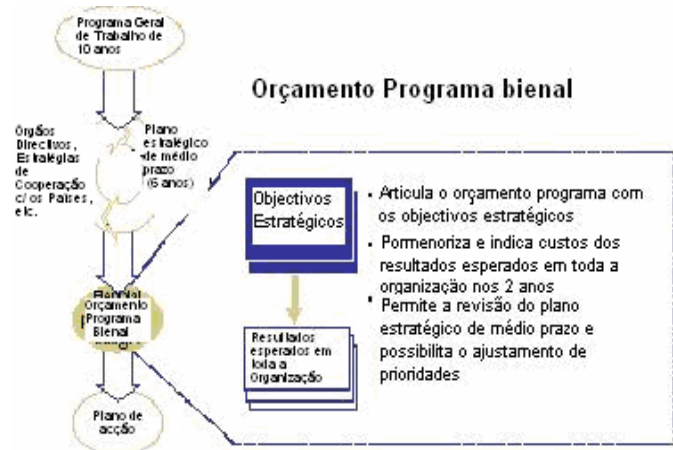 Programa Geral
de Trabalho de
10 anos
Orçamento Programa bienal
Órgãos
Directivos,
Estratégias
de
Cooperação
c/ os Países,
etc.
Plano
estratégico
de médio
prazo
(6 anos)
Objectivos
Estratégicos
• Articula o orçamento programa com
os objectivos estratégicos
• Pormenoriza e indica custos dos
resultados esperados em toda a
organização nos 2 anos
• Permite a revisão do plano
estratégico de médio prazo e
possibilita o ajustamento de
prioridades
Orçamento
Programa
Bienal
Resultados
esperados em
toda a
Organização
Plano de
acção